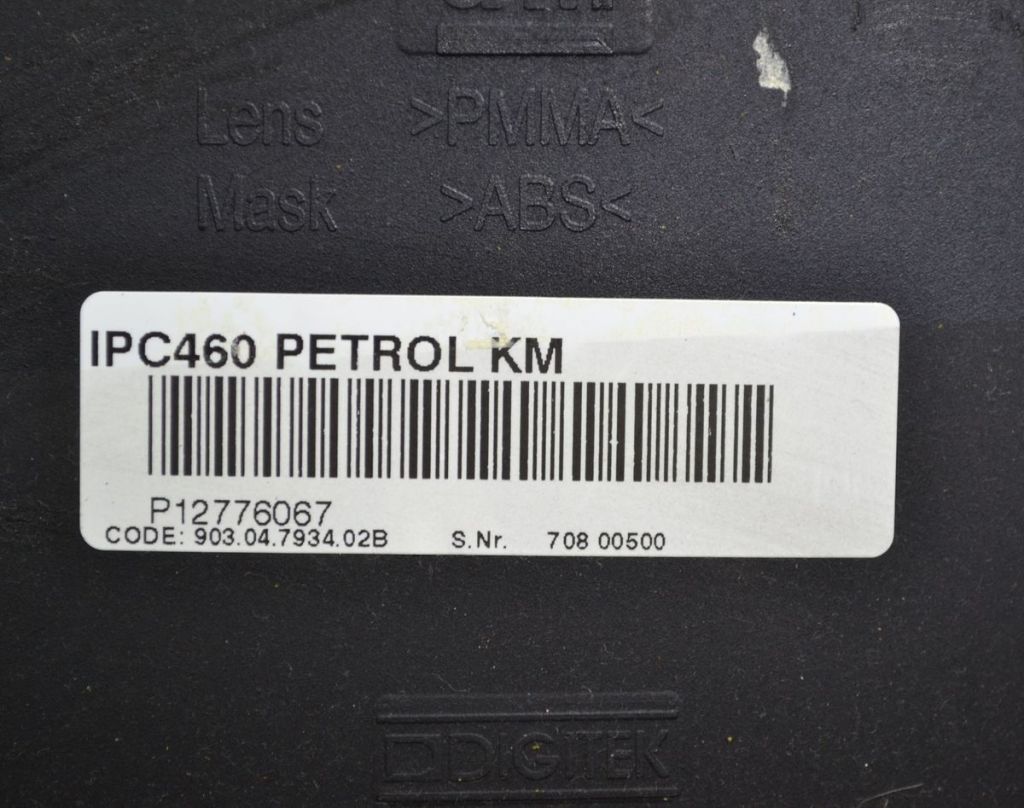 Lens >PMMA<
Mask >ABS<
IPC460 PETROL KM
P12776067
CODE: 903.04.7934.02B S.Nr. 708 00500
DIGITEK